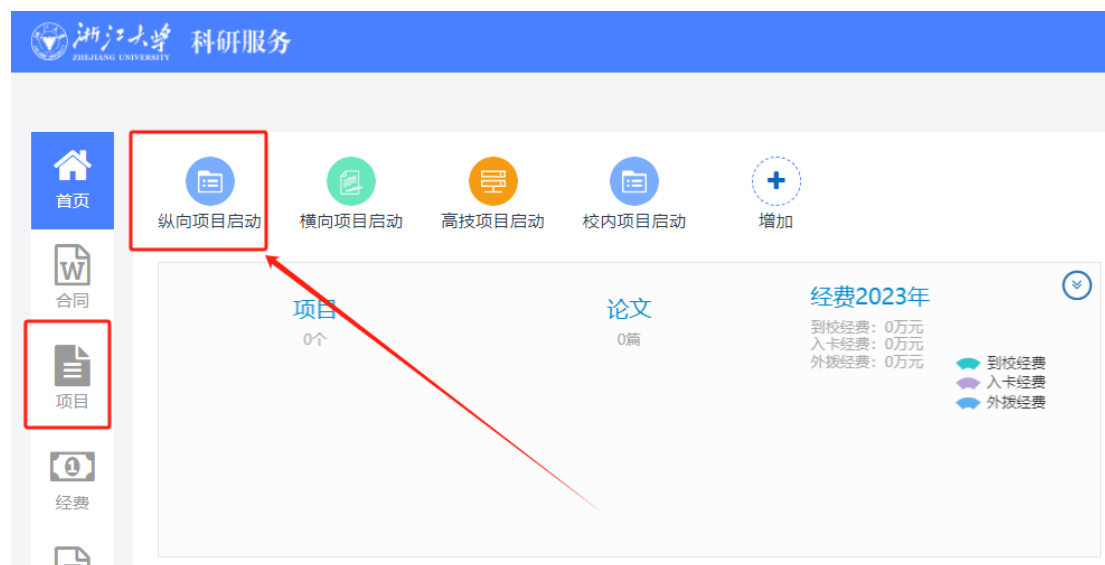 浙江大学
ZHEJIANG UNIVERSITY
科研服务
首页
合同
项目
经费
纵向项目启动
横向项目启动
高技项目启动
校内项目启动
增加
项目
0个
论文
0篇
经费2023年
到校经费：0万元
入卡经费：0万元
外拨经费：0万元
到校经费
入卡经费
外拨经费